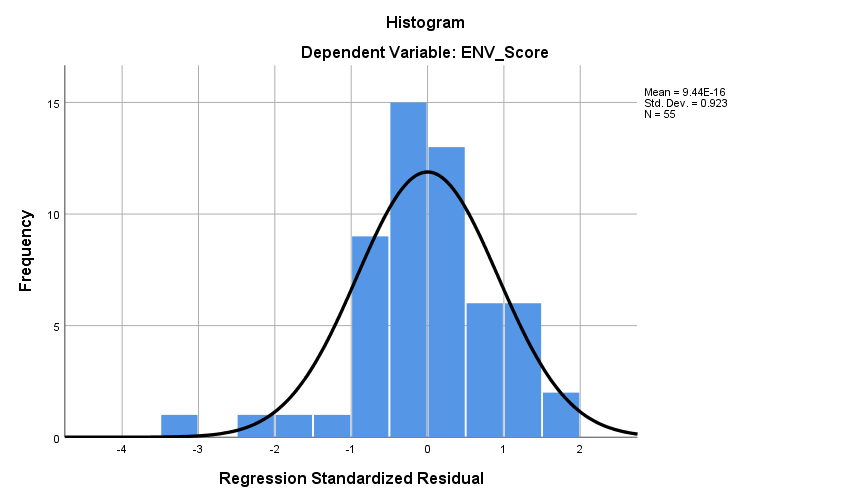 Histogram
Dependent Variable: ENV_Score
Mean = 9.44E-16
Std. Dev. = 0.923
N = 55
15
10
5
0
Frequency
-4 -3 -2 -1 0 1 2
Regression Standardized Residual